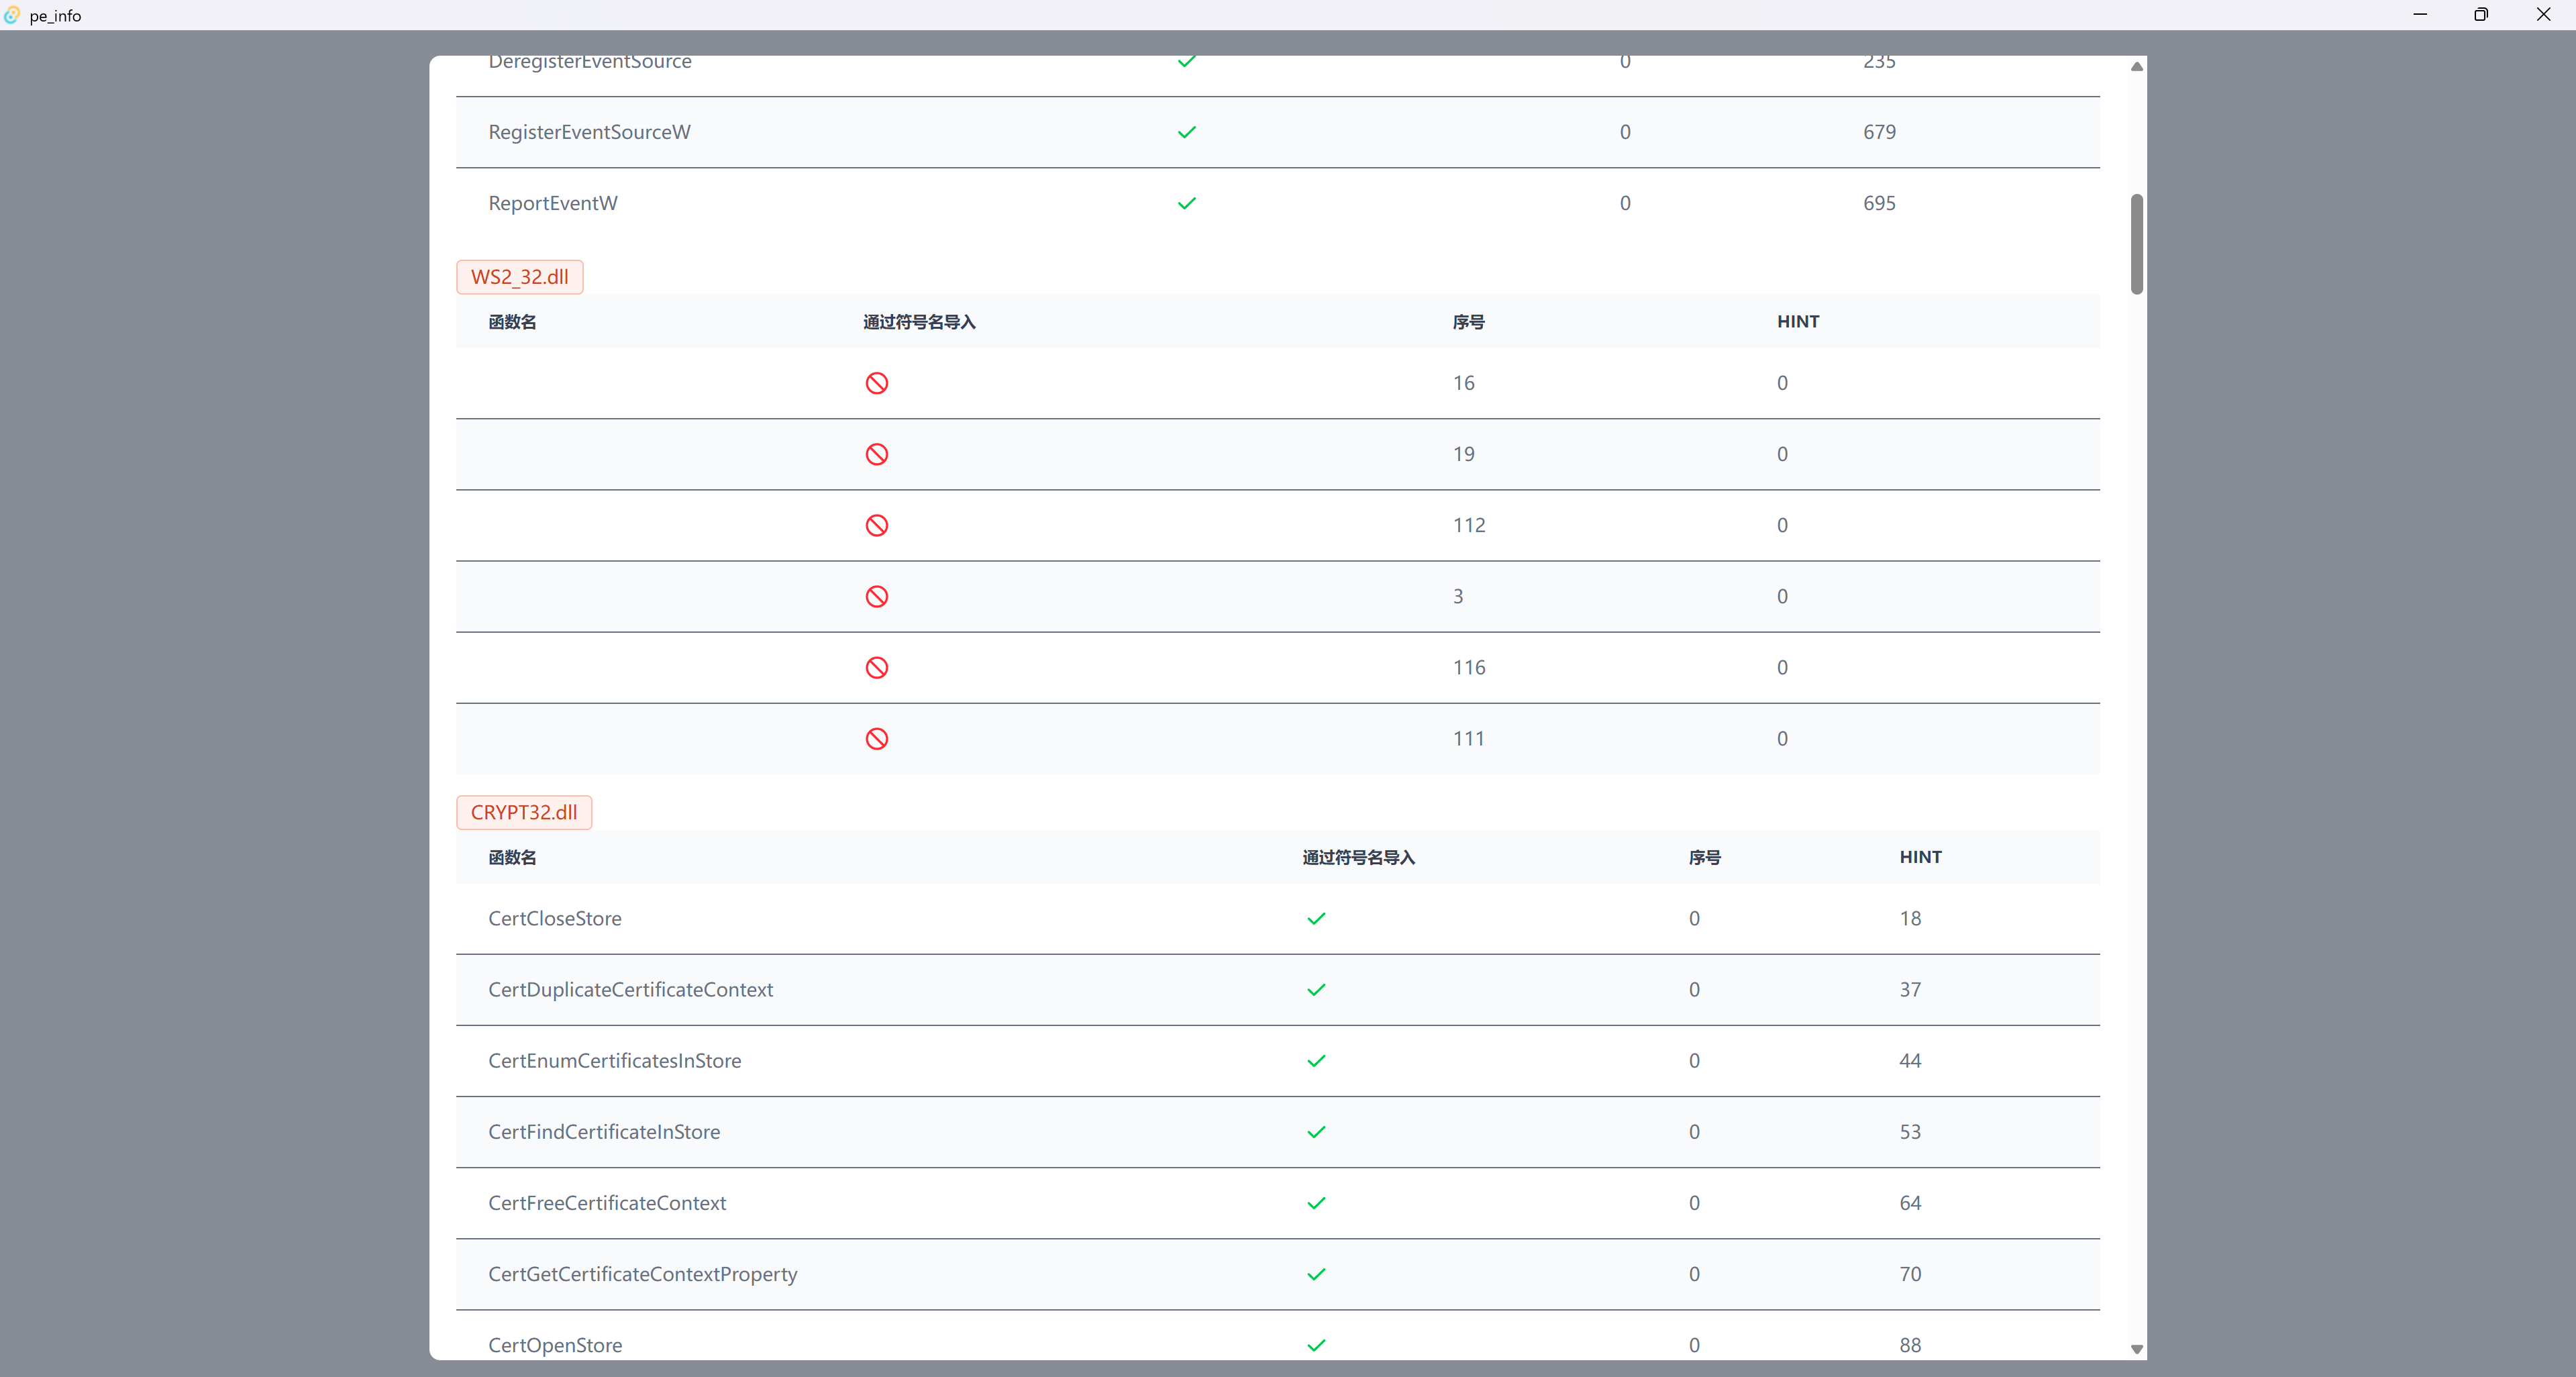 pe_info
DeregisterEventSource 0 235
RegisterEventSourceW 0 679
ReportEventW 0 695
WS2_32.dll
函数名 通过符号名导入 序号 HINT
16 0
19 0
112 0
3 0
116 0
111 0
CRYPT32.dll
函数名 通过符号名导入 序号 HINT
CertCloseStore 0 18
CertDuplicateCertificateContext 0 37
CertEnumCertificatesInStore 0 44
CertFindCertificateInStore 0 53
CertFreeCertificateContext 0 64
CertGetCertificateContextProperty 0 70
CertOpenStore 0 88